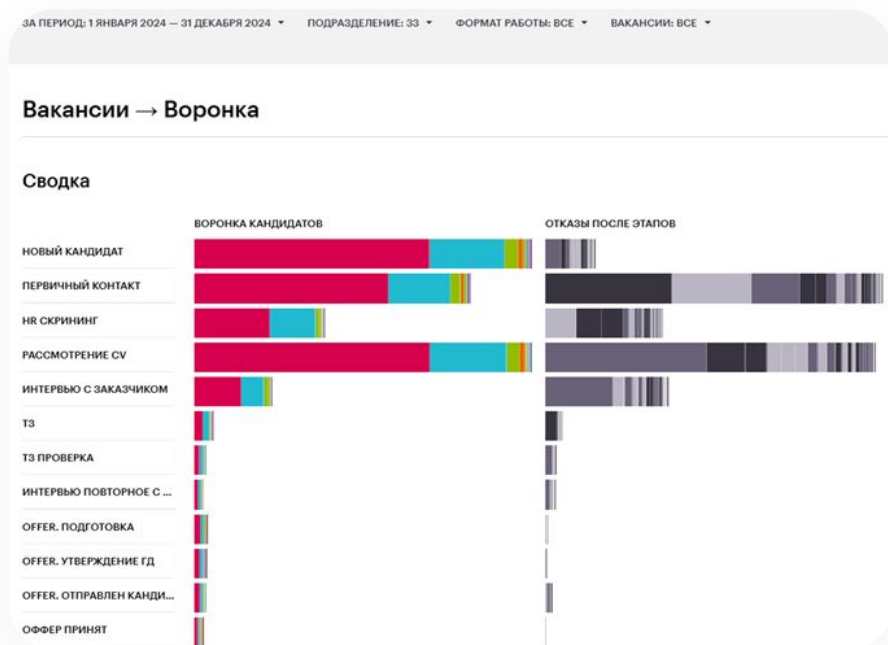 ЗА ПЕРИОД: 1 ЯНВАРЯ 2024 — 31 ДЕКАБРЯ 2024 ПОДРАЗДЕЛЕНИЕ: 33 ФОРМАТ РАБОТЫ: ВСЕ ВАКАНСИИ: ВСЕ
Вакансии → Воронка
Сводка
ВОРОНКА КАНДИДАТОВ ОТКАЗЫ ПОСЛЕ ЭТАПОВ
НОВЫЙ КАНДИДАТ
ПЕРВИЧНЫЙ КОНТАКТ
HR СКРИНИНГ
РАССМОТРЕНИЕ CV
ИНТЕРВЬЮ С ЗАКАЗЧИКОМ
ТЗ
ТЗ ПРОВЕРКА
ИНТЕРВЬЮ ПОВТОРНОЕ С ...
OFFER. ПОДГОТОВКА
OFFER. УТВЕРЖДЕНИЕ ГД
OFFER. ОТПРАВЛЕН КАНДИ...
ОФФЕР ПРИНЯТ